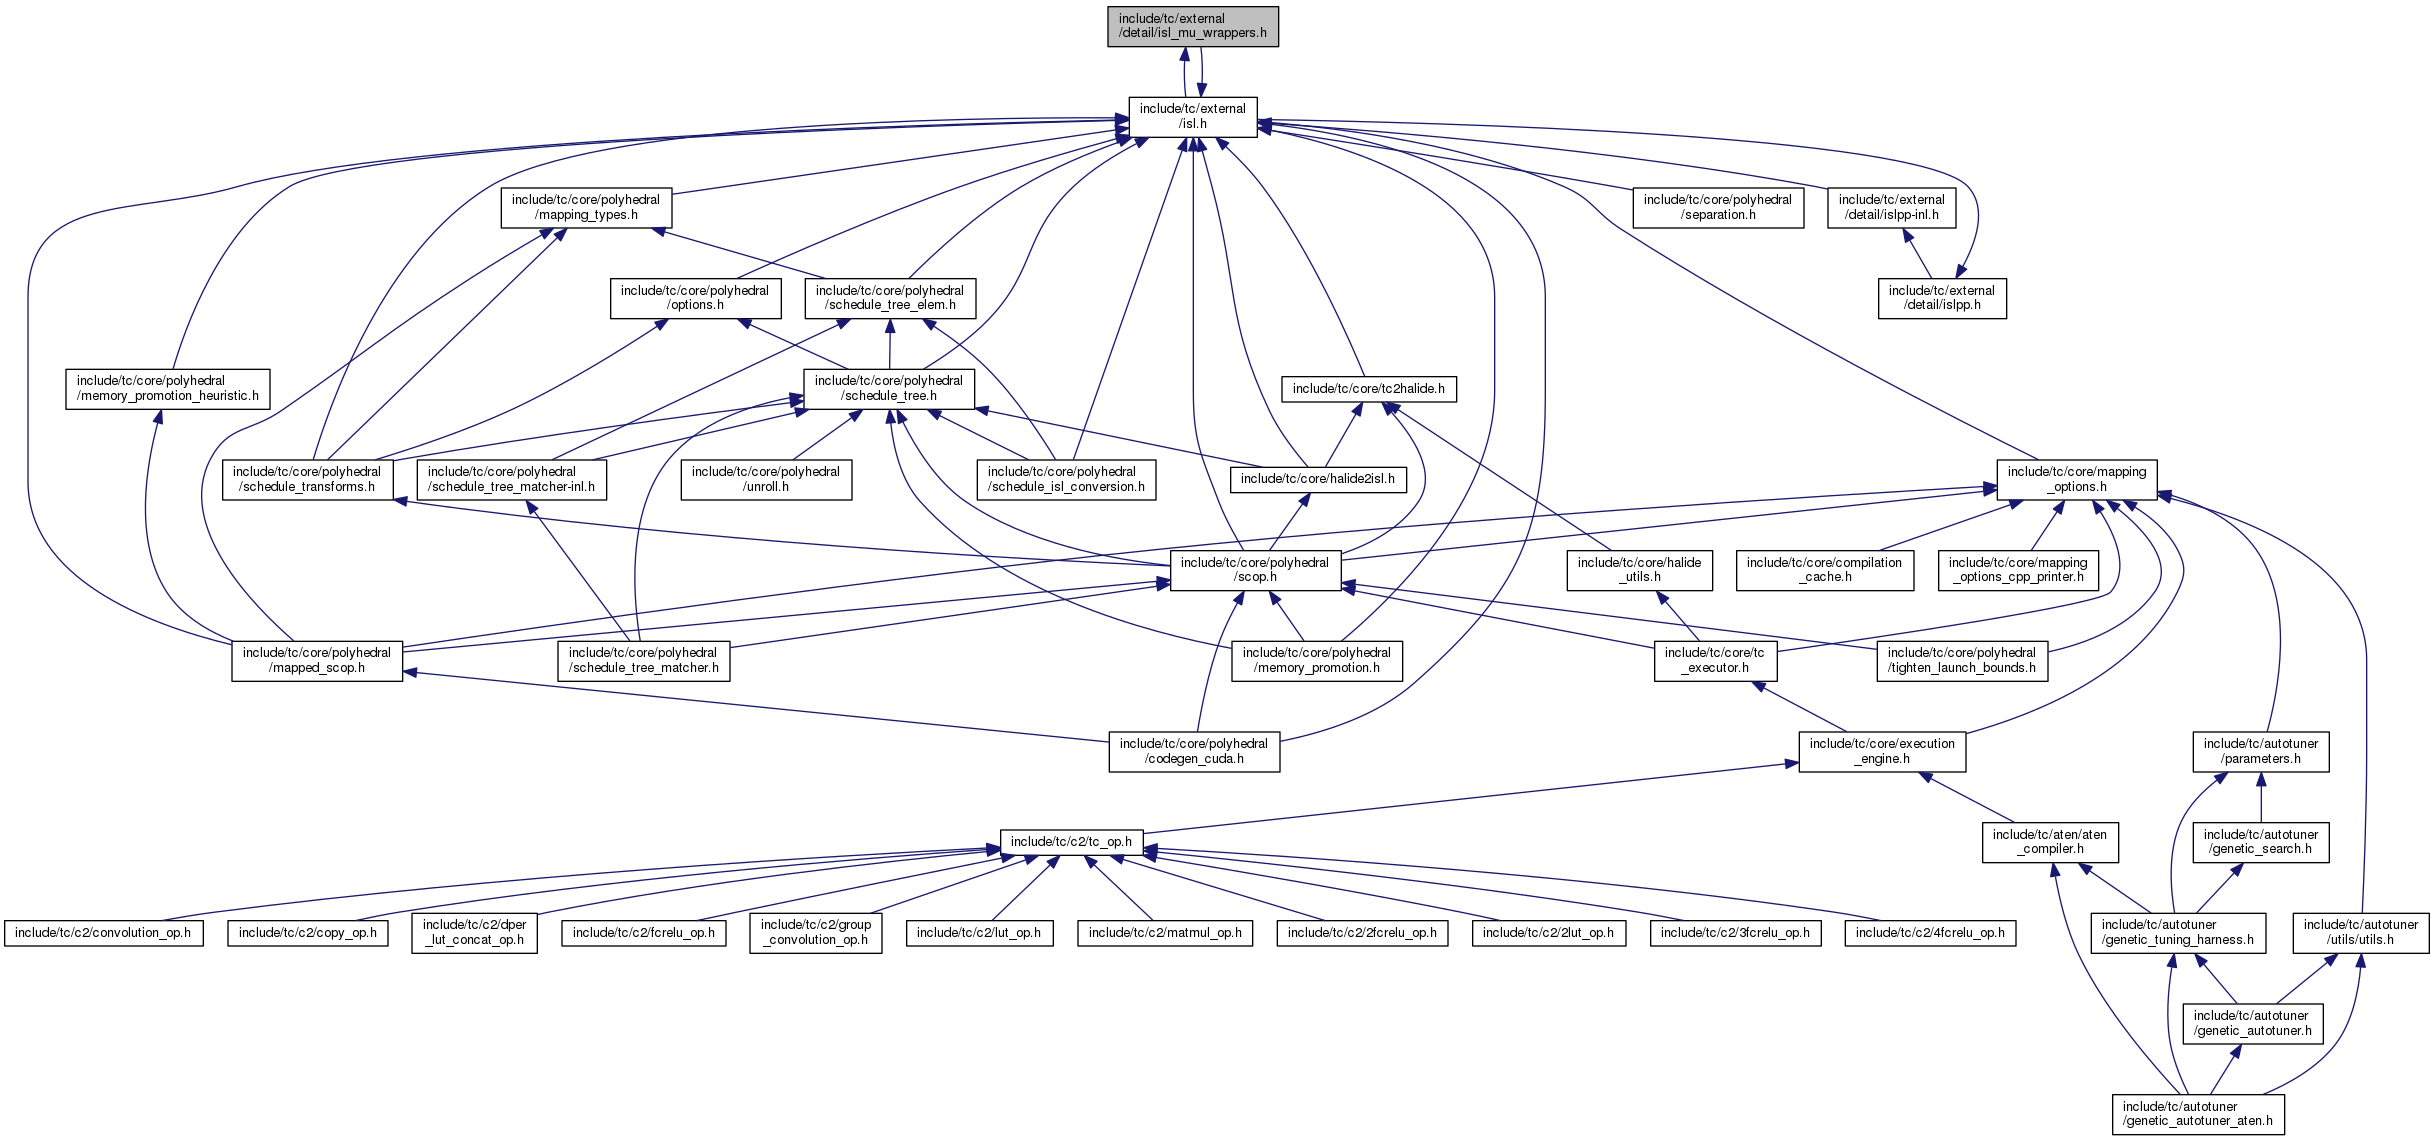 include/tc/external
/detail/isl_mu_wrappers.h
include/tc/external
/isl.h
include/tc/core/polyhedral
/mapping_types.h
include/tc/core/polyhedral
/separation.h
include/tc/external
/detail/islpp-inl.h
include/tc/core/polyhedral
/options.h
include/tc/core/polyhedral
/schedule_tree_elem.h
include/tc/external
/detail/islpp.h
include/tc/core/polyhedral
/memory_promotion_heuristic.h
include/tc/core/polyhedral
/schedule_tree.h
include/tc/core/tc2halide.h
include/tc/core/polyhedral
/schedule_transforms.h
include/tc/core/polyhedral
/schedule_tree_matcher-inl.h
include/tc/core/polyhedral
/unroll.h
include/tc/core/polyhedral
/schedule_isl_conversion.h
include/tc/core/halide2isl.h
include/tc/core/mapping
_options.h
include/tc/core/polyhedral
/scop.h
include/tc/core/halide
_utils.h
include/tc/core/compilation
_cache.h
include/tc/core/mapping
_options_cpp_printer.h
include/tc/core/polyhedral
/mapped_scop.h
include/tc/core/polyhedral
/schedule_tree_matcher.h
include/tc/core/polyhedral
/memory_promotion.h
include/tc/core/tc
_executor.h
include/tc/core/polyhedral
/tighten_launch_bounds.h
include/tc/core/polyhedral
/codegen_cuda.h
include/tc/core/execution
_engine.h
include/tc/autotuner
/parameters.h
include/tc/c2/tc_op.h
include/tc/aten/aten
_compiler.h
include/tc/autotuner
/genetic_search.h
include/tc/c2/convolution_op.h
include/tc/c2/copy_op.h
include/tc/c2/dper
_lut_concat_op.h
include/tc/c2/fcrelu_op.h
include/tc/c2/group
_convolution_op.h
include/tc/c2/lut_op.h
include/tc/c2/matmul_op.h
include/tc/c2/2fcrelu_op.h
include/tc/c2/2lut_op.h
include/tc/c2/3fcrelu_op.h
include/tc/c2/4fcrelu_op.h
include/tc/autotuner
/genetic_tuning_harness.h
include/tc/autotuner
/utils/utils.h
include/tc/autotuner
/genetic_autotuner.h
include/tc/autotuner
/genetic_autotuner_aten.h